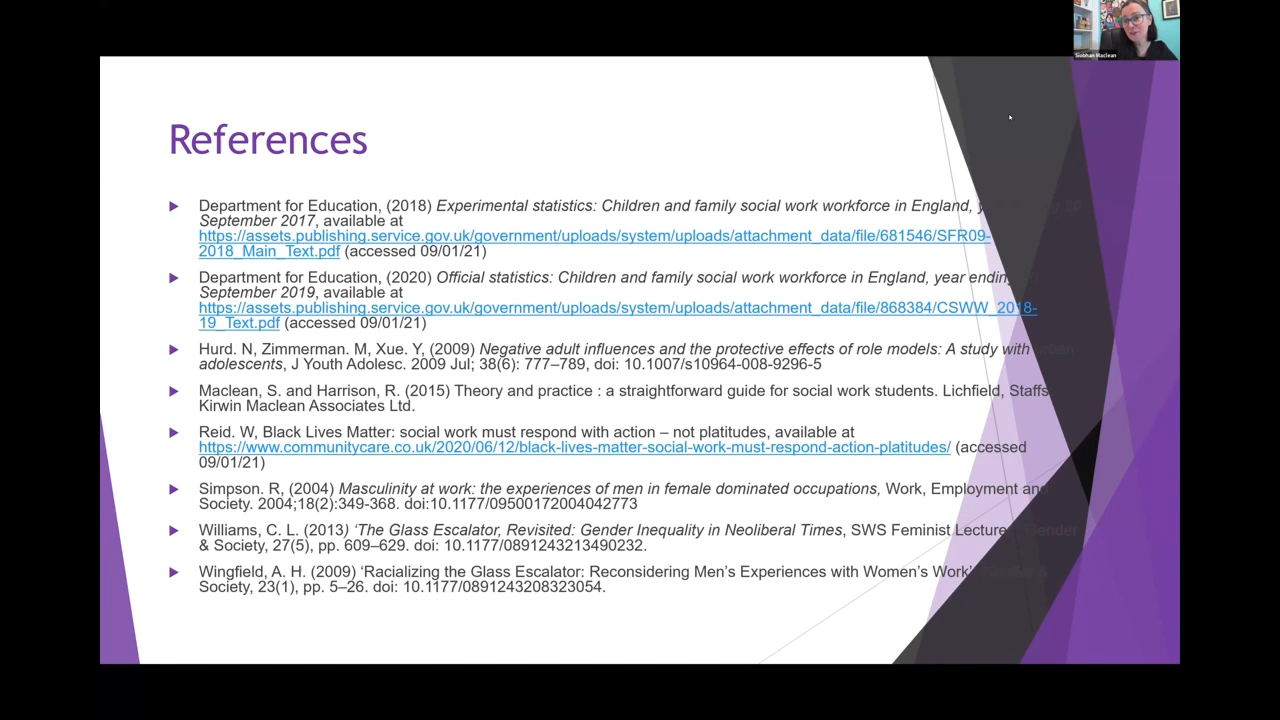 Siobhan Maclean
References
Department for Education, (2018) Experimental statistics: Children and family social work workforce in England,
September 2017, available at
https://assets.publishing.service.gov.uk/government/uploads/system/uploads/attachment_data/file/681546/SFR09-
2018_Main_Text.pdf (accessed 09/01/21)
Department for Education, (2020) Official statistics: Children and family social work workforce in England, year ending
September 2019, available at
https://assets.publishing.service.gov.uk/government/uploads/system/uploads/attachment_data/file/868384/CSWW_2018-
19_Text.pdf (accessed 09/01/21)
Hurd. N, Zimmerman. M, Xue. Y, (2009) Negative adult influences and the protective effects of role models: A study with urban
adolescents, J Youth Adolesc. 2009 Jul; 38(6): 777–789, doi: 10.1007/s10964-008-9296-5
Maclean, S. and Harrison, R. (2015) Theory and practice : a straightforward guide for social work students. Lichfield, Staffs
Kirwin Maclean Associates Ltd.
Reid. W, Black Lives Matter: social work must respond with action – not platitudes, available at
https://www.communitycare.co.uk/2020/06/12/black-lives-matter-social-work-must-respond-action-platitudes/ (accessed
09/01/21)
Simpson. R, (2004) Masculinity at work: the experiences of men in female dominated occupations, Work, Employment and
Society. 2004;18(2):349-368. doi:10.1177/09500172004042773
Williams, C. L. (2013) ‘The Glass Escalator, Revisited: Gender Inequality in Neoliberal Times, SWS Feminist Lecturer, Gender
& Society, 27(5), pp. 609–629. doi: 10.1177/0891243213490232.
Wingfield, A. H. (2009) ‘Racializing the Glass Escalator: Reconsidering Men’s Experiences with Women’s Work’, Gender &
Society, 23(1), pp. 5–26. doi: 10.1177/0891243208323054.